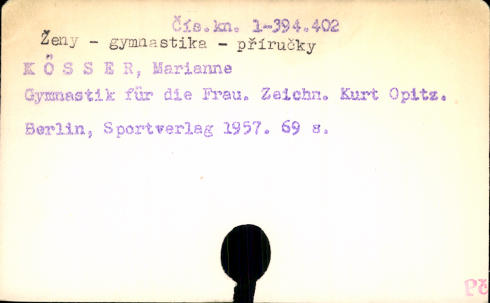 Čís.kn. 1-394.402
Ženy - gymnastika - příručky
KÖSSER, Marianne
Gymnastik für die Frau. Zeichn. Kurt Opitz.
Berlin, Sportverlag 1957. 69 s.
Pč